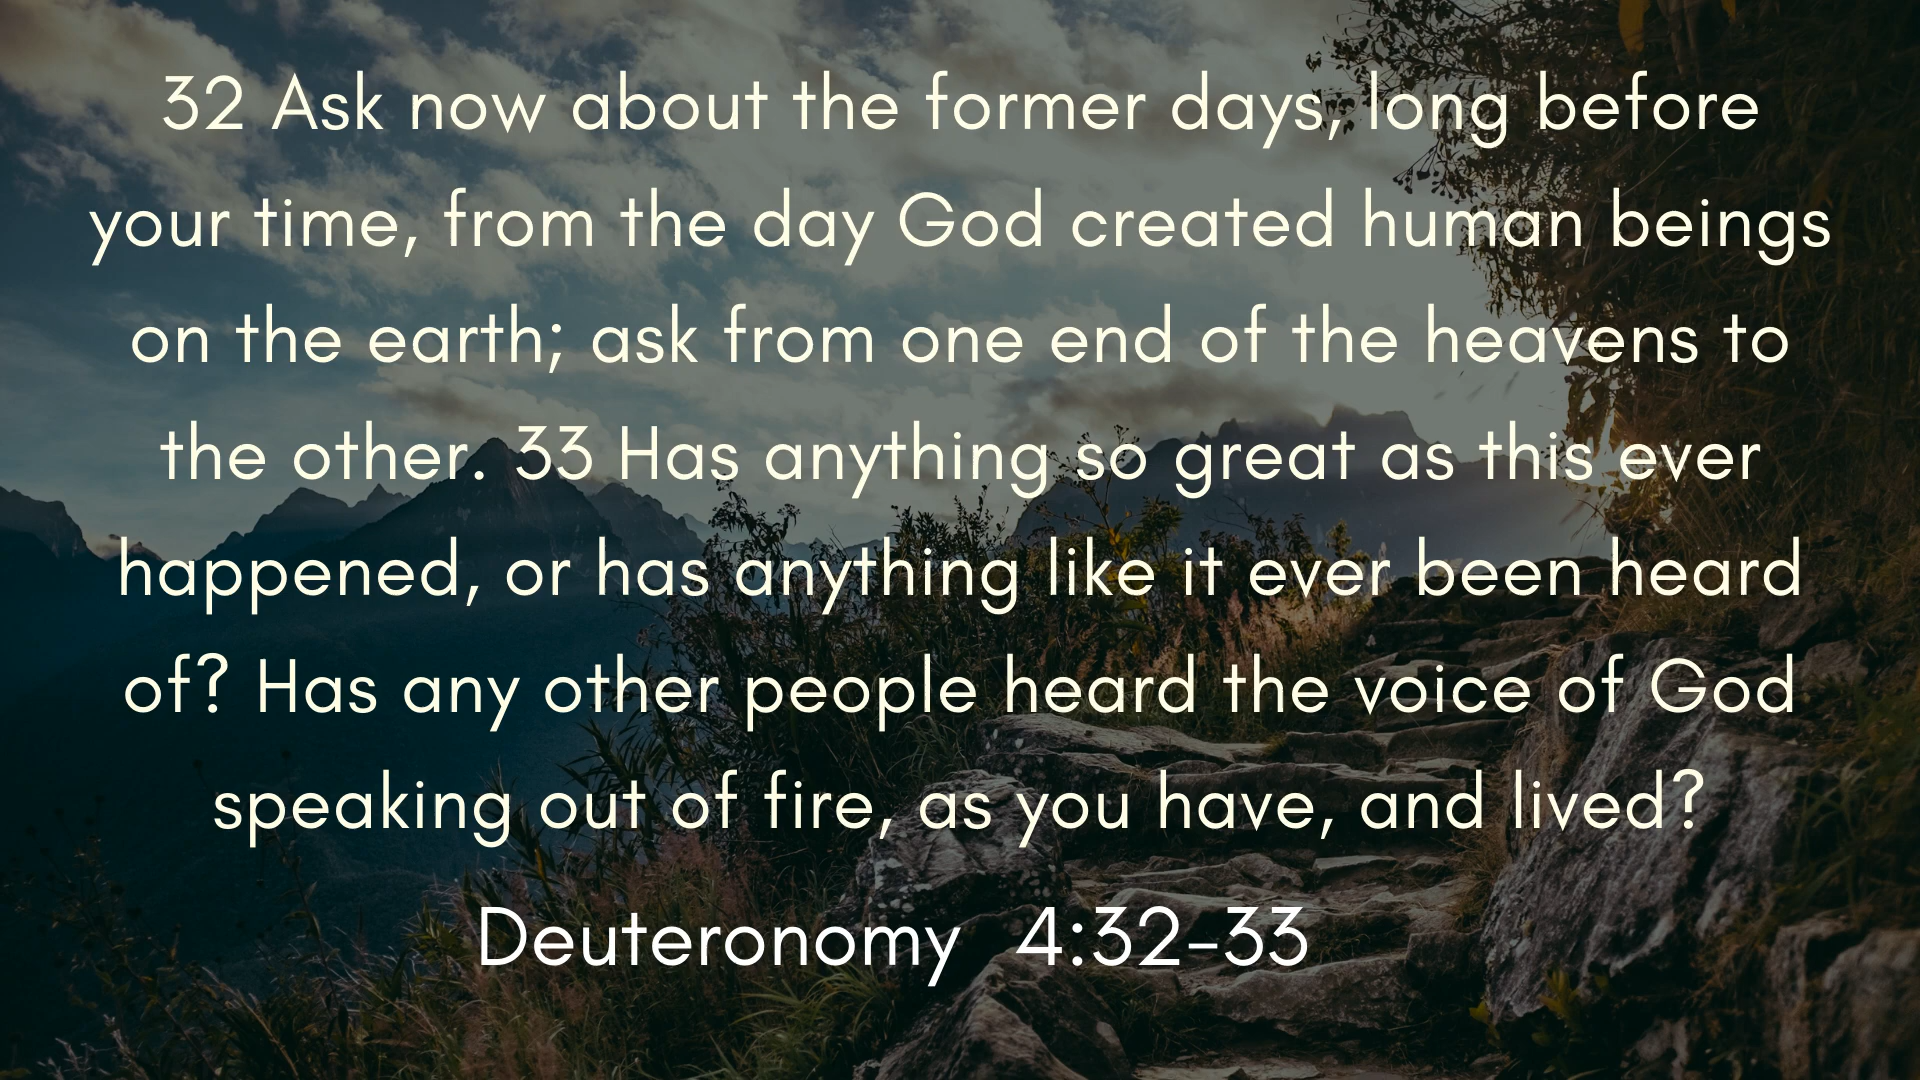 32 Ask now about the former days, long before
your time, from the day God created human beings
on the earth; ask from one end of the heavens to
the other. 33 Has anything so great as this ever
happened, or has anything like it ever been heard
of? Has any other people heard the voice of God
speaking out of fire, as you have, and lived?
Deuteronomy 4:32-33